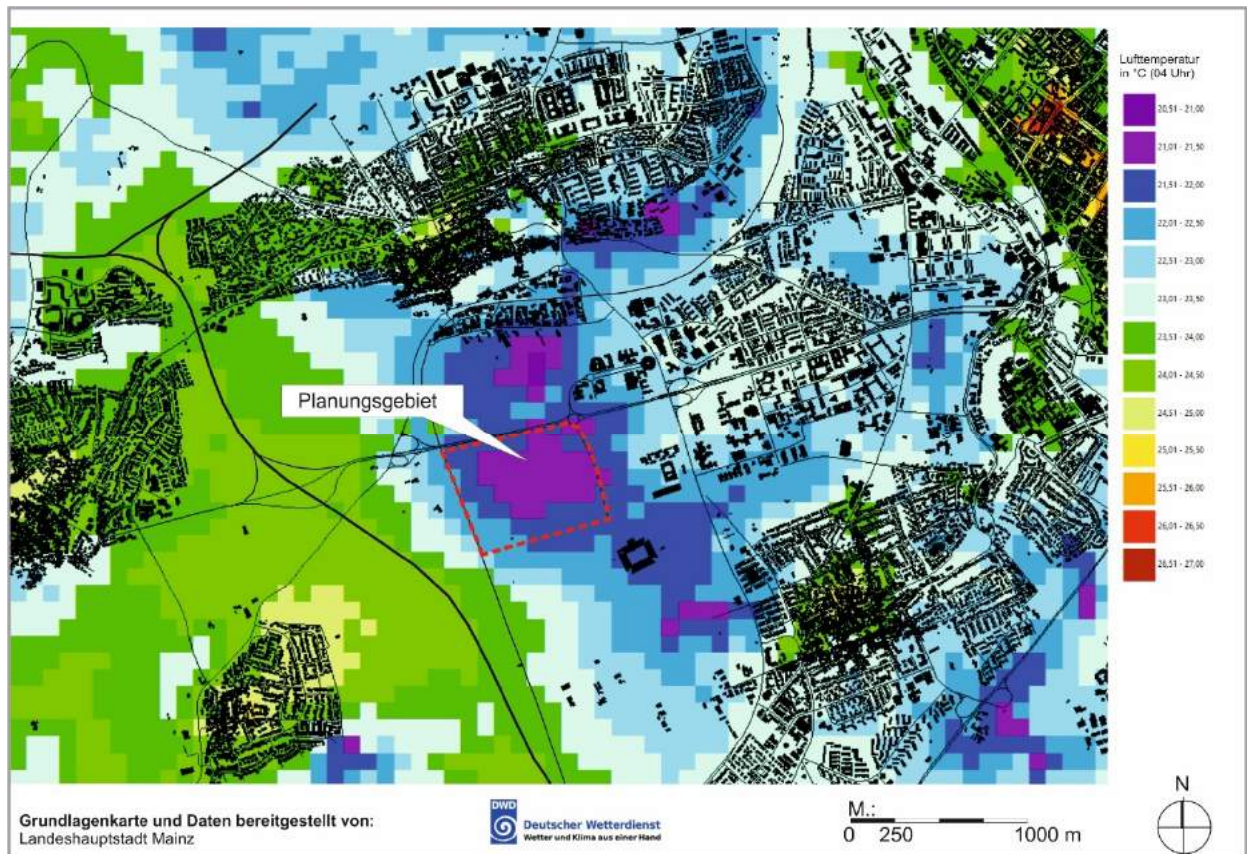 Lufttemperatur
in °C (04 Uhr)
20,51 - 21,00
21,01 - 21,50
21,51 - 22,00
22,01 - 22,50
22,51 - 23,00
23,01 - 23,50
23,51 - 24,00
24,01 - 24,50
24,51 - 25,00
25,01 - 25,50
25,51 - 26,00
26,01 - 26,50
26,51 - 27,00
Planungsgebiet
Grundlagenkarte und Daten bereitgestellt von:
Landeshauptstadt Mainz
DWD
Deutscher Wetterdienst
Wetter und Klima aus einer Hand
M.:
0 250 1000 m
N